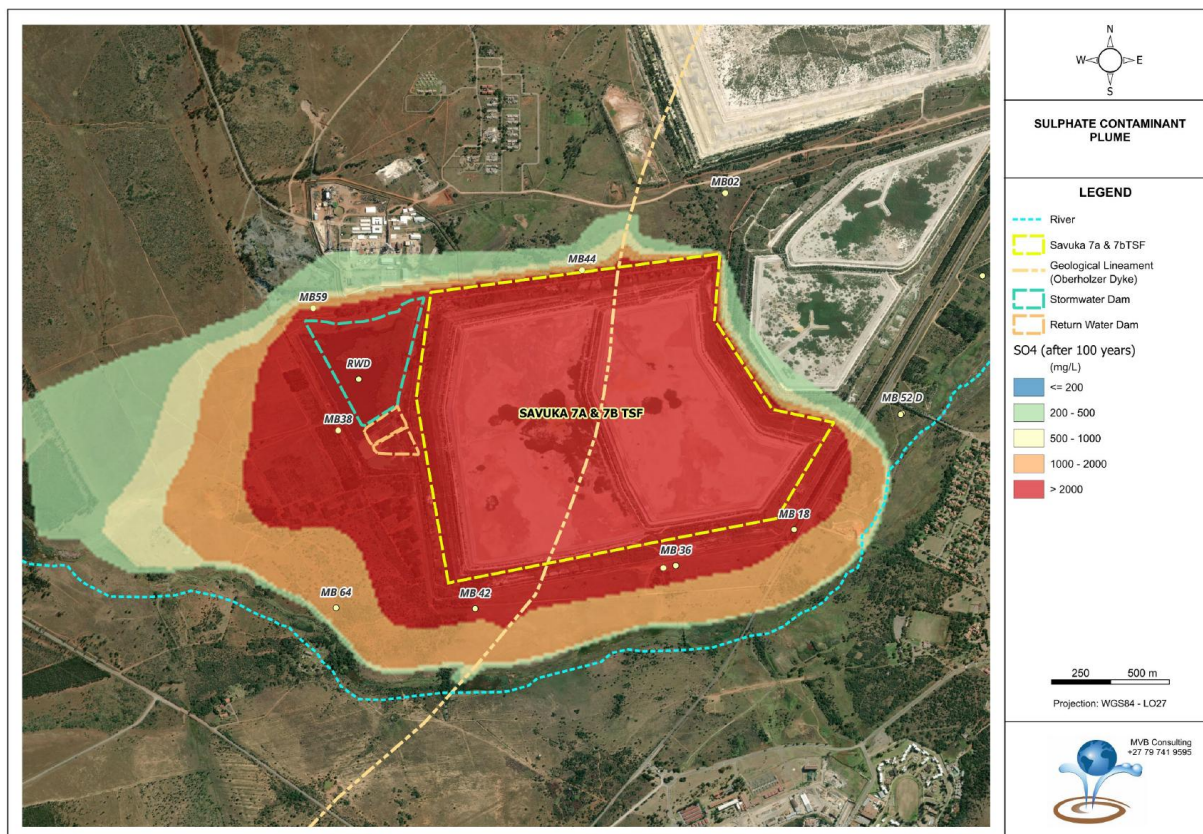 MB02
MB44
MB59
RWD
MB38
SAVUKA 7A & 7B TSF
MB 52 D
MB 18
MB 36
MB 64
MB 42
N
W
E
S
SULPHATE CONTAMINANT
PLUME
LEGEND
River
Savuka 7a & 7bTSF
Geological Lineament
(Oberholzer Dyke)
Stormwater Dam
Return Water Dam
SO4 (after 100 years)
(mg/L)
<= 200
200 - 500
500 - 1000
1000 - 2000
> 2000
250 500 m
Projection: WGS84 - LO27
MVB Consulting
+27 79 741 9595